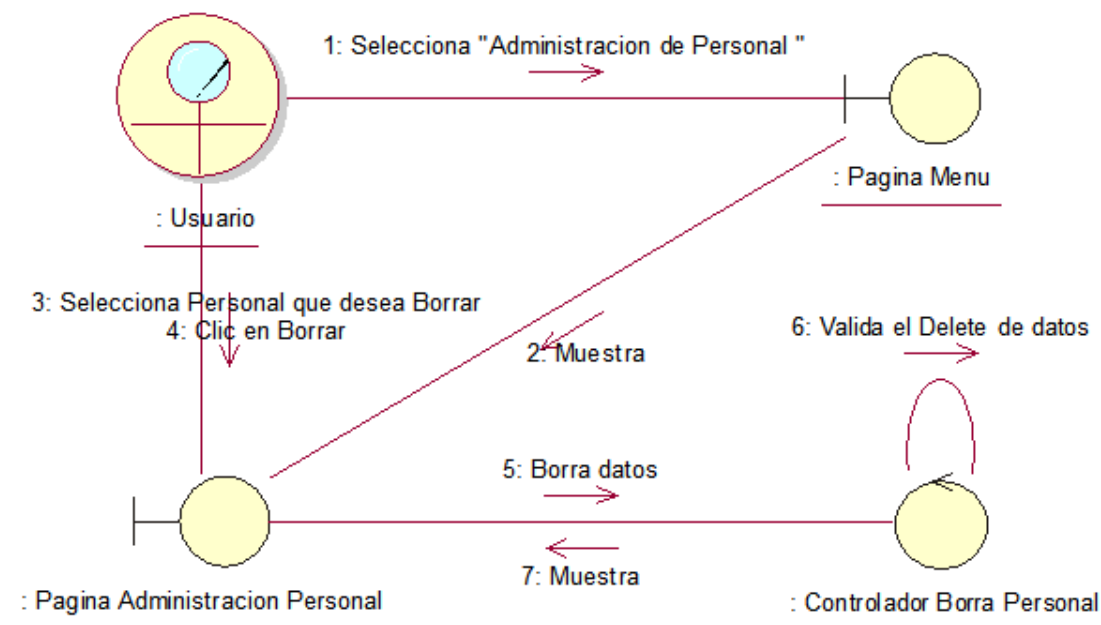 1: Selecciona "Administracion de Personal "
: Pagina Menu
: Usuario
3: Selecciona Personal que desea Borrar
4: Clic en Borrar
2: Muestra
6: Valida el Delete de datos
5: Borra datos
7: Muestra
: Pagina Administracion Personal
: Controlador Borra Personal